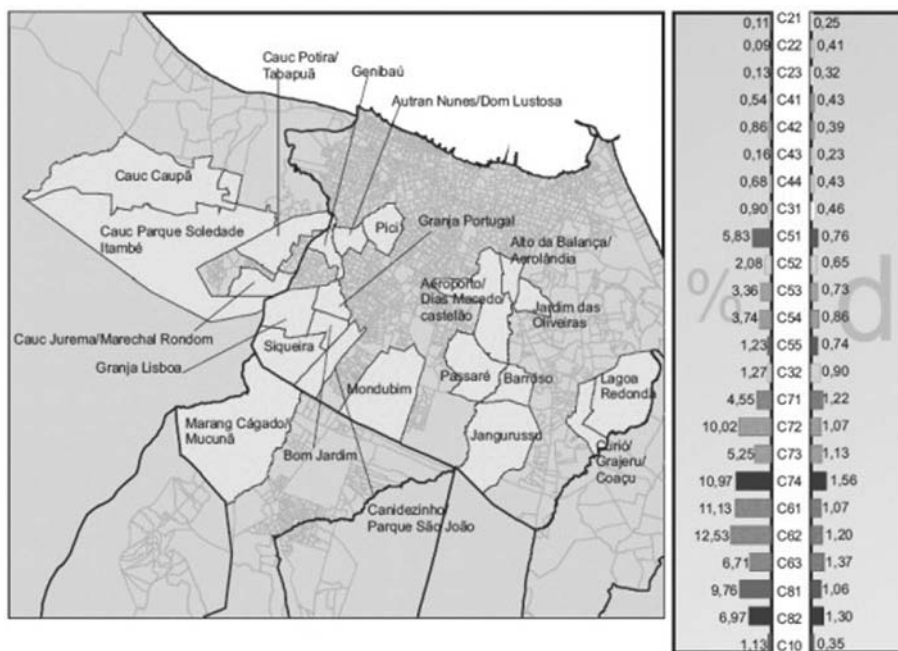 Cauc Potira/
Tabapuã
Genibaú
Autran Nunes/Dom Lustosa
Cauc Caupã
Cauc Parque Soledade
Itambé
Pici
Granja Portugal
Alto da Balança/
Aerolândia
Aeroporto/
Dias Macedo/
castelão
Jardim das
Oliveiras
Cauc Jurema/Marechal Rondom
Granja Lisboa
Siqueira
Mondubim
Passaré
Barroso
Lagoa
Redonda
Marang Cágado/
Mucunã
Bom Jardim
Jangurussu
Curió/
Grajeru/
Coaçu
Canidezinho/
Parque São João
0,11 C21 0,25
0,09 C22 0,41
0,13 C23 0,32
0,54 C41 0,43
0,86 C42 0,39
0,16 C43 0,23
0,68 C44 0,43
0,90 C31 0,46
5,83 C51 0,76
2,08 C52 0,65
3,36 C53 0,73
3,74 C54 0,86
1,23 C55 0,74
1,27 C32 0,90
4,55 C71 1,22
10,02 C72 1,07
5,25 C73 1,13
10,97 C74 1,56
11,13 C61 1,07
12,53 C62 1,20
6,71 C63 1,37
9,76 C81 1,06
6,97 C82 1,30
1,13 C10 0,35
% d